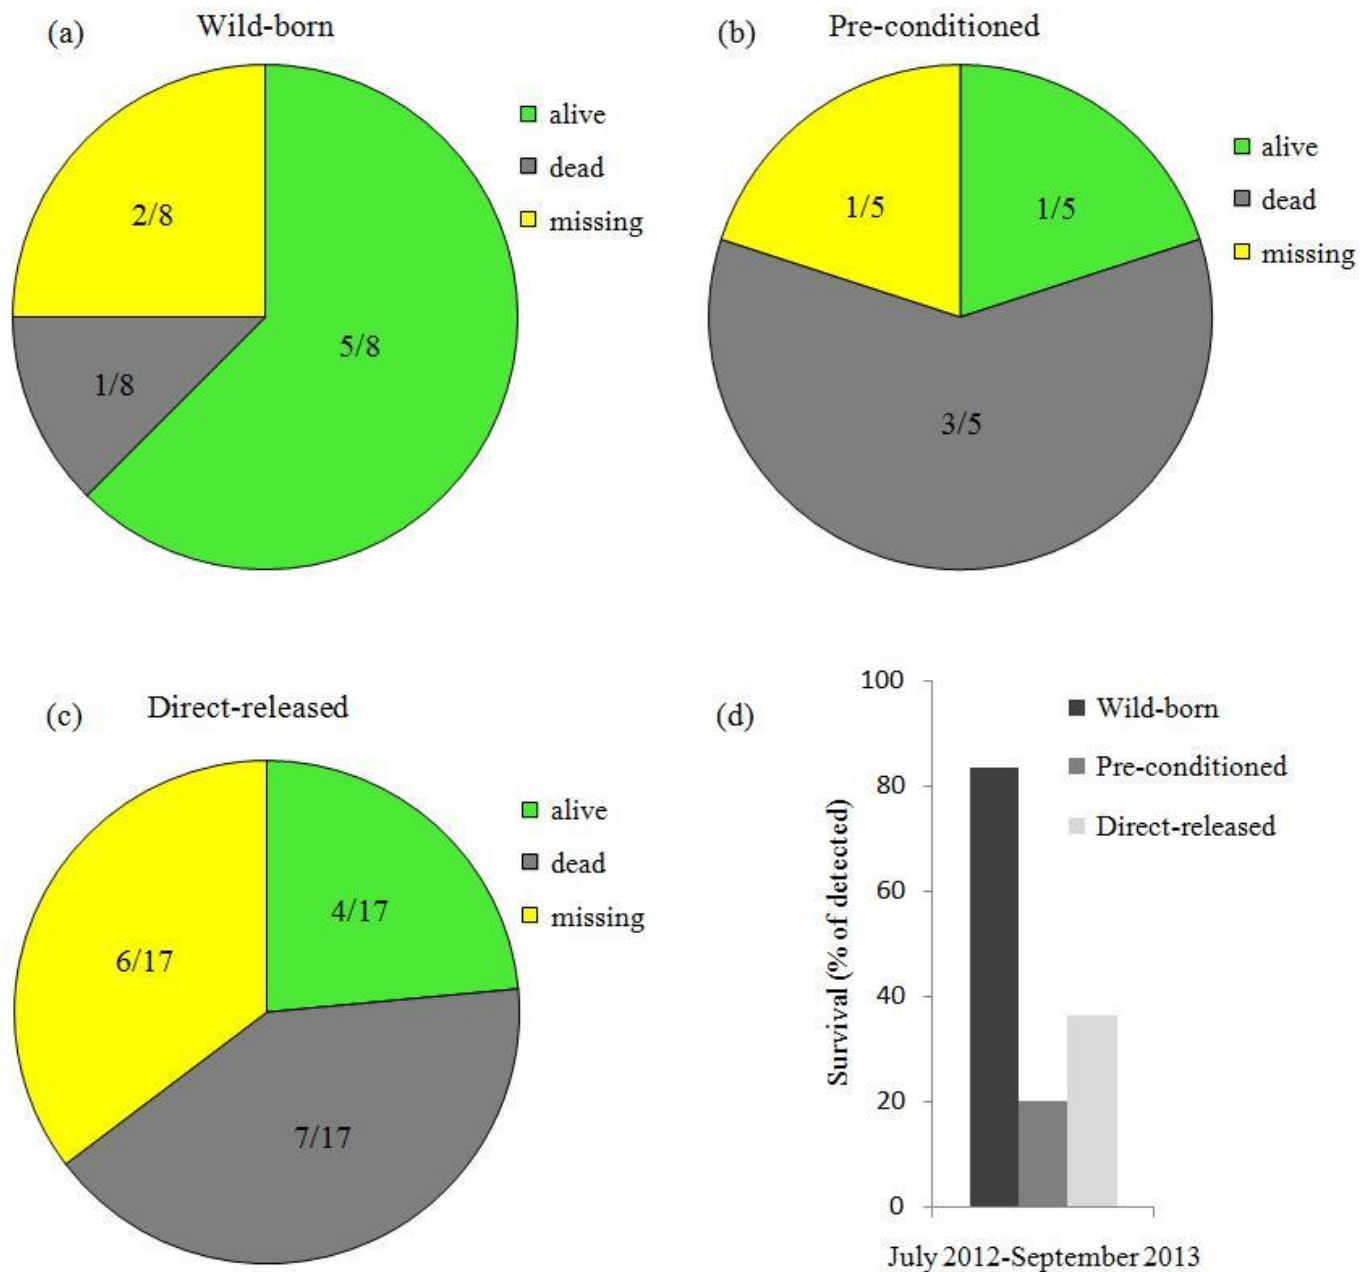 (a) Wild-born
alive
dead
missing
2/8
5/8
1/8
(b) Pre-conditioned
alive
dead
missing
1/5
1/5
3/5
(c) Direct-released
alive
dead
missing
4/17
6/17
7/17
(d)
Wild-born
Pre-conditioned
Direct-released
Survival (% of detected)
100
80
60
40
20
0
July 2012-September 2013